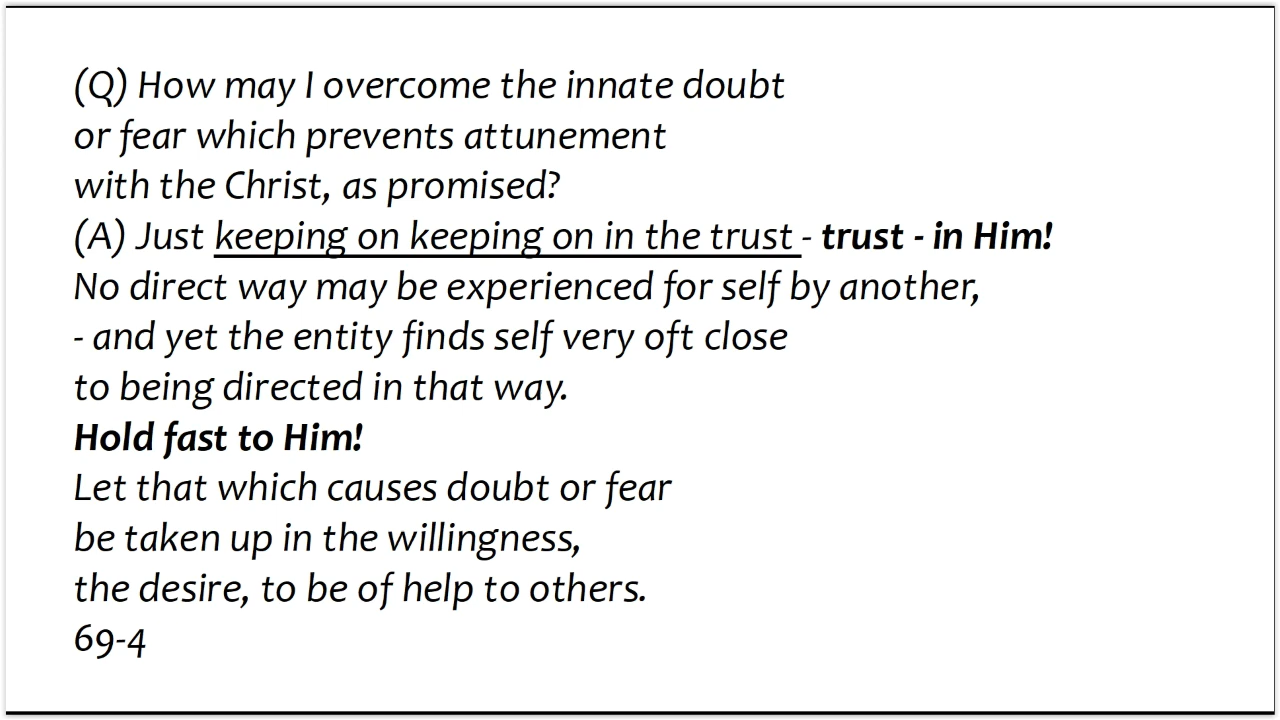 (Q) How may I overcome the innate doubt
or fear which prevents attunement
with the Christ, as promised?
(A) Just keeping on keeping on in the trust - trust - in Him!
No direct way may be experienced for self by another,
- and yet the entity finds self very oft close
to being directed in that way.
Hold fast to Him!
Let that which causes doubt or fear
be taken up in the willingness,
the desire, to be of help to others.
69-4